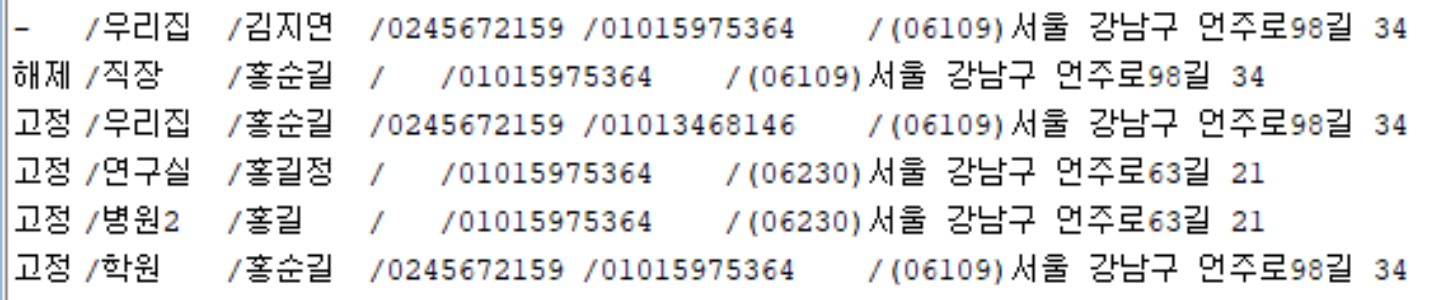 -   /우리집  /김지연  /0245672159 /01015975364    /(06109)서울 강남구 언주로98길 34
해제 /직장   /홍순길  /   /01015975364    /(06109)서울 강남구 언주로98길 34
고정 /우리집  /홍순길  /0245672159 /01013468146    /(06109)서울 강남구 언주로98길 34
고정 /연구실  /홍길정  /   /01015975364    /(06230)서울 강남구 언주로63길 21
고정 /병원2  /홍길   /   /01015975364    /(06230)서울 강남구 언주로63길 21
고정 /학원   /홍순길  /0245672159 /01015975364    /(06109)서울 강남구 언주로98길 34